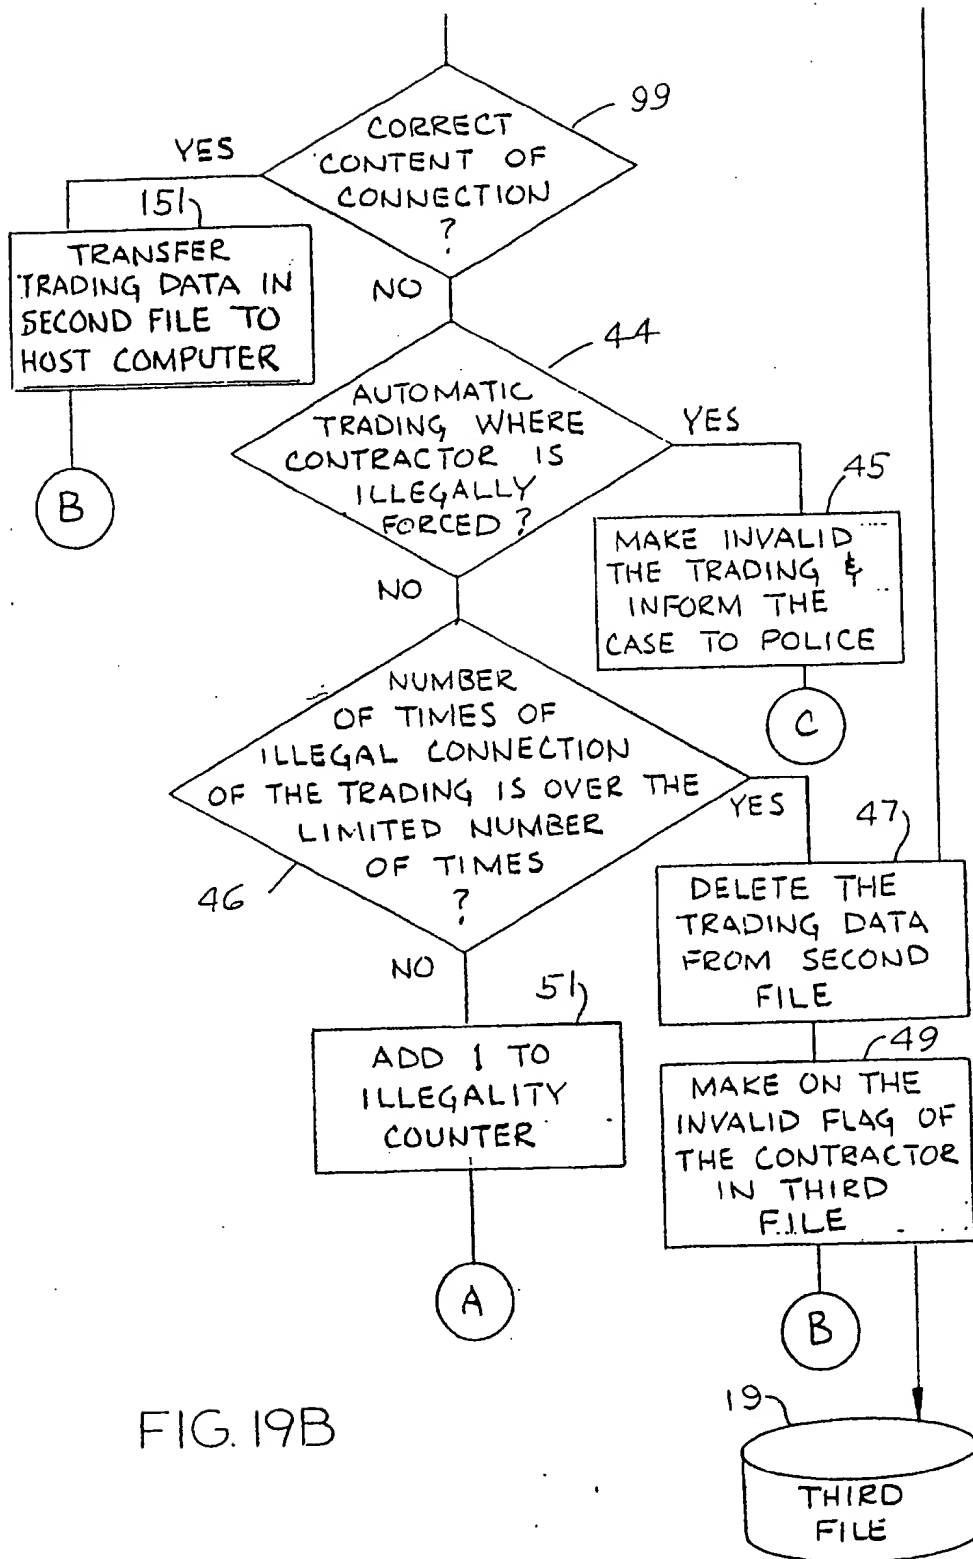 99
CORRECT
CONTENT OF
CONNECTION
?
YES
151
TRANSFER
TRADING DATA IN
SECOND FILE TO
HOST COMPUTER
B
NO
44
AUTOMATIC
TRADING WHERE
CONTRACTOR IS
ILLEGALLY
FORCED ?
YES
45
MAKE INVALID
THE TRADING &
INFORM THE
CASE TO POLICE
C
NO
NUMBER
OF TIMES OF
ILLEGAL CONNECTION
OF THE TRADING IS OVER THE
LIMITED NUMBER
OF TIMES
?
46
YES
47
DELETE THE
TRADING DATA
FROM SECOND
FILE
NO
51
ADD 1 TO
ILLEGALITY
COUNTER
A
49
MAKE ON THE
INVALID FLAG OF
THE CONTRACTOR
IN THIRD
FILE
B
19
THIRD
FILE
FIG. 19B